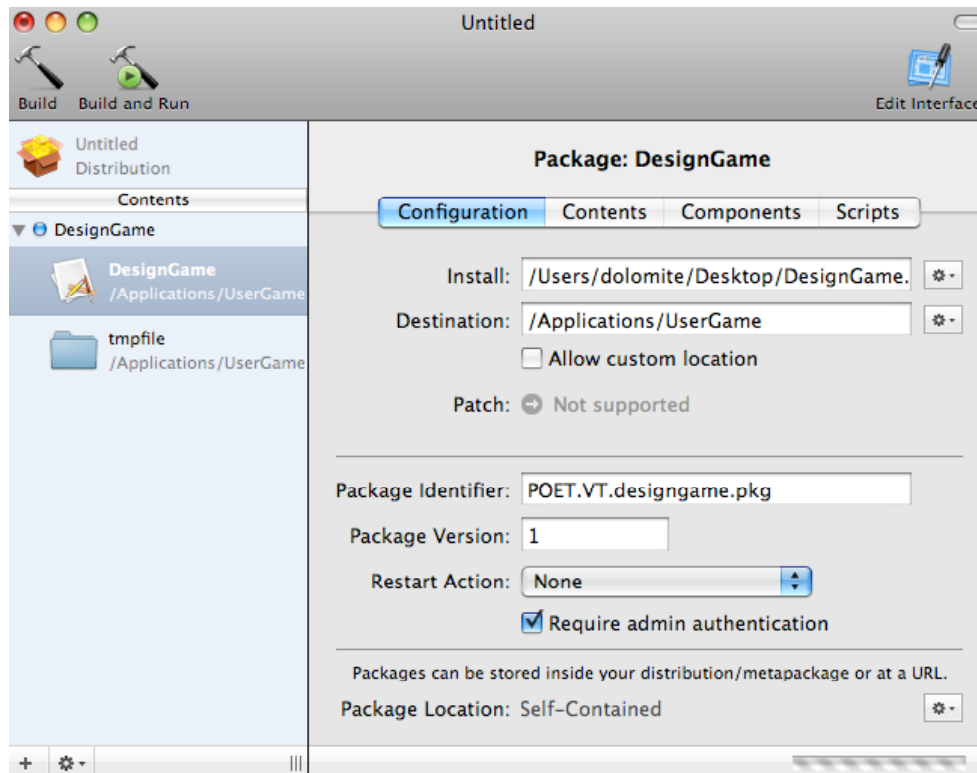 Untitled
Build Build and Run Edit Interface
Untitled
Distribution
Contents
DesignGame
DesignGame
/Applications/UserGame
tmpfile
/Applications/UserGame
Package: DesignGame
Configuration Contents Components Scripts
Install: /Users/dolomite/Desktop/DesignGame.
Destination: /Applications/UserGame
Allow custom location
Patch: Not supported
Package Identifier: POET.VT.designgame.pkg
Package Version: 1
Restart Action: None
Require admin authentication
Packages can be stored inside your distribution/metapackage or at a URL.
Package Location: Self-Contained